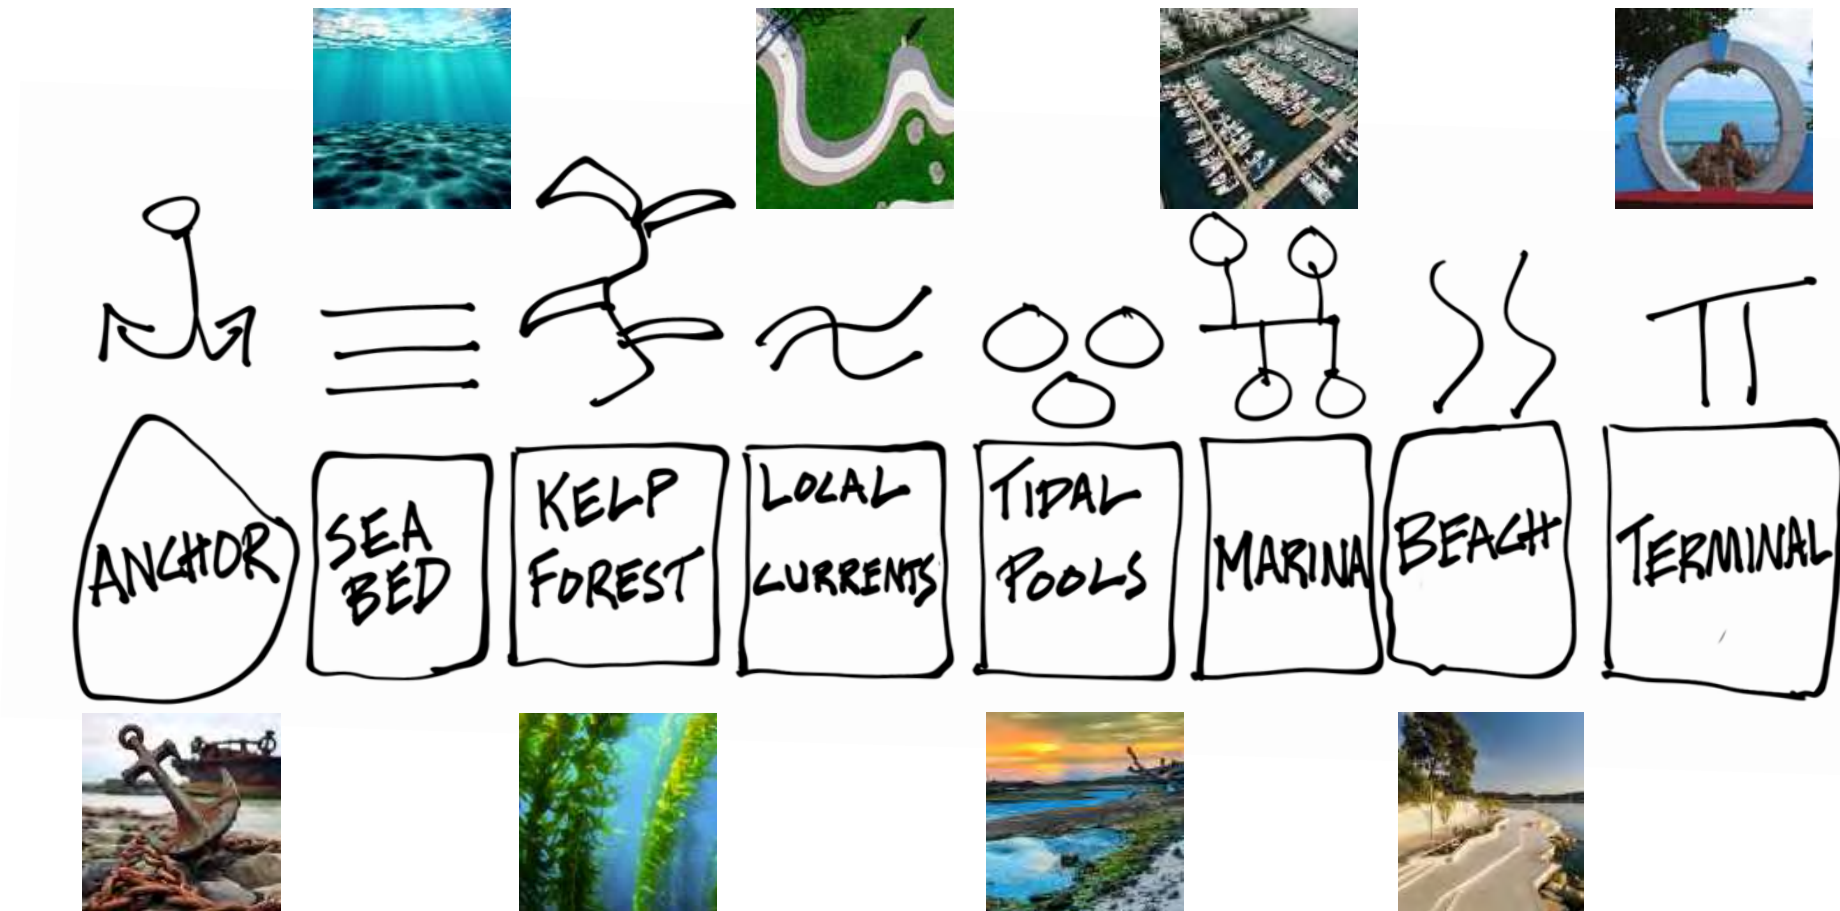 ANCHOR
SEA
BED
KELP
FOREST
LOCAL
CURRENTS
TIDAL
POOLS
MARINA
BEACH
TERMINAL